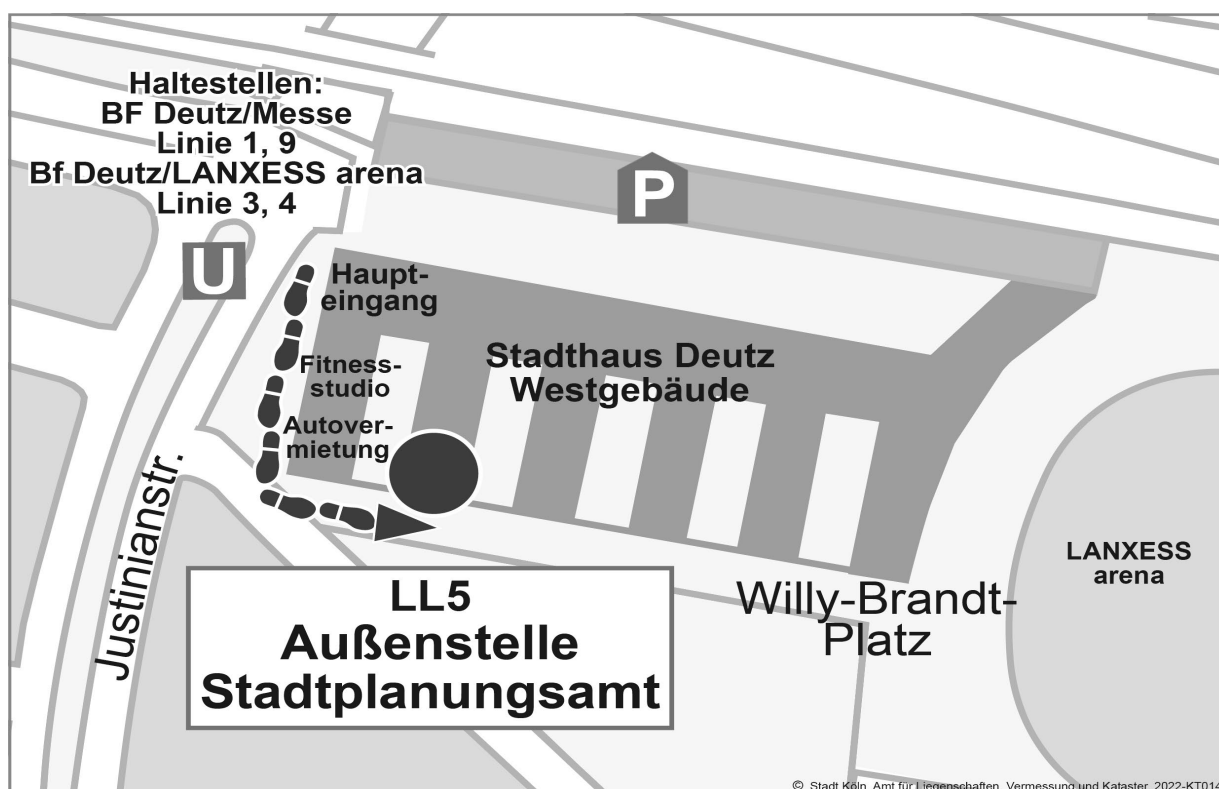 Haltestellen:
BF Deutz/Messe
Linie 1, 9
Bf Deutz/LANXESS arena
Linie 3, 4
U
P
Haupt-
eingang
Fitness-
studio
Autover-
mietung
Stadthaus Deutz
Westgebäude
Justinianstr.
LL5
Außenstelle
Stadtplanungsamt
Willy-Brandt-
Platz
LANXESS
arena
© Stadt Köln, Amt für Liegenschaften, Vermessung und Kataster, 2022-KT014